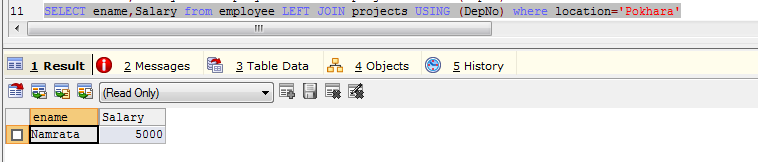 11 SELECT ename,Salary from employee LEFT JOIN projects USING (DepNo) where location='Pokhara'
1 Result 2 Messages 3 Table Data 4 Objects 5 History
(Read Only)
ename Salary
Namrata 5000